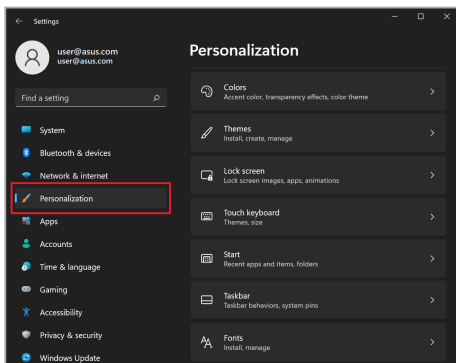 Settings
user@asus.com
user@asus.com
Find a setting
System
Bluetooth & devices
Network & internet
Personalization
Apps
Accounts
Time & language
Gaming
Accessibility
Privacy & security
Windows Update
Personalization
Colors
Accent color, transparency effects, color theme
Themes
Install, create, manage
Lock screen
Lock screen images, apps, animations
Touch keyboard
Themes, size
Start
Recent apps and items, folders
Taskbar
Taskbar behaviors, system pins
Fonts
Install, manage